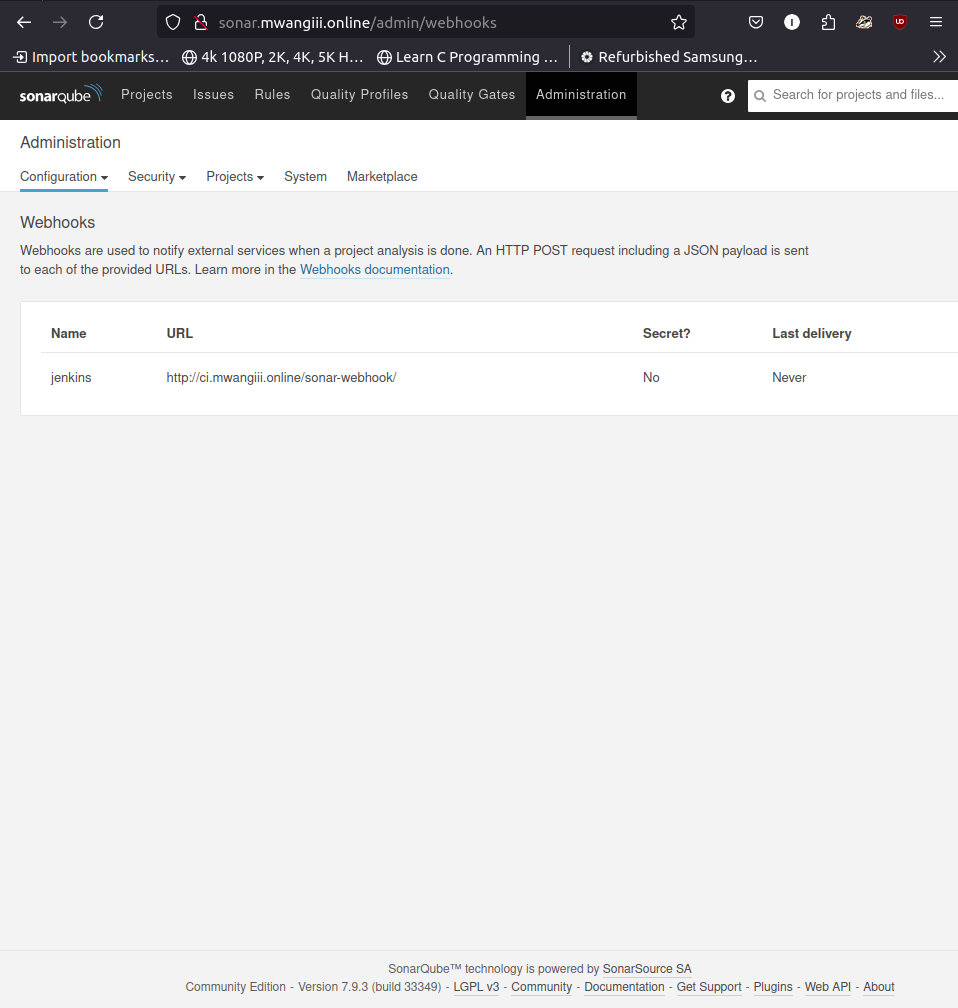 sonar.mwangiii.online/admin/webhooks
Import bookmarks... 4k 1080P, 2K, 4K, 5K H... Learn C Programming ... Refurbished Samsung...
sonarqube Projects Issues Rules Quality Profiles Quality Gates Administration ? Search for projects and files...
Administration
Configuration Security Projects System Marketplace
Webhooks
Webhooks are used to notify external services when a project analysis is done. An HTTP POST request including a JSON payload is sent
to each of the provided URLs. Learn more in the Webhooks documentation.
Name URL Secret? Last delivery
jenkins http://ci.mwangiii.online/sonar-webhook/ No Never
SonarQube™ technology is powered by SonarSource SA
Community Edition - Version 7.9.3 (build 33349) - LGPL v3 - Community - Documentation - Get Support - Plugins - Web API - About